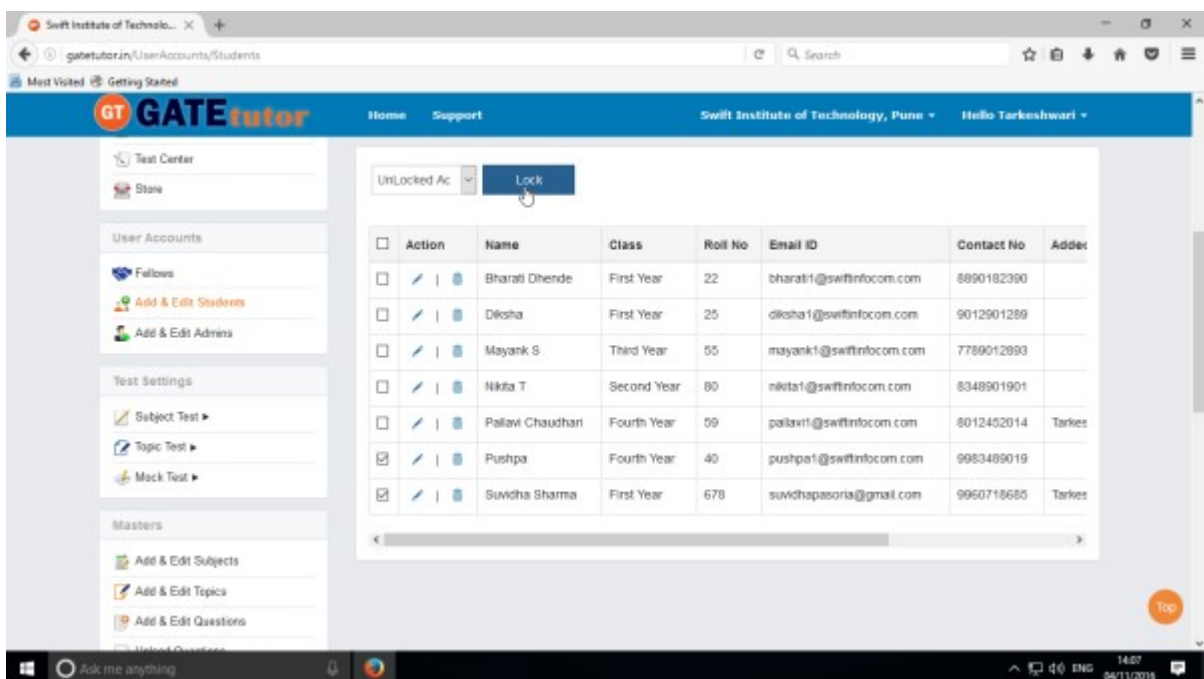 Swift Institute of Technolo...
gatetutor.in/UserAccounts/Students
Search
Most Visited Getting Started
GT GATEtutor Home Support Swift Institute of Technology, Pune Hello Tarkeshwari
Test Center
Store
User Accounts
Fellows
Add & Edit Students
Add & Edit Admins
Test Settings
Subject Test
Topic Test
Mock Test
Masters
Add & Edit Subjects
Add & Edit Topics
Add & Edit Questions
Upload Questions
UnLocked Ac Lock
Action Name Class Roll No Email ID Contact No Added
Bharati Dhende First Year 22 bharati1@swiftinfocom.com 8890182390
Diksha First Year 25 diksha1@swiftinfocom.com 9012901289
Mayank S Third Year 55 mayank1@swiftinfocom.com 7789012893
Nikita T Second Year 80 nikita1@swiftinfocom.com 8348901901
Pallavi Chaudhari Fourth Year 59 pallavi1@swiftinfocom.com 8012452014 Tarkes
Pushpa Fourth Year 40 pushpa1@swiftinfocom.com 9983489019
Suvidha Sharma First Year 678 suvidhapasoria@gmail.com 9960718685 Tarkes
Top
Ask me anything
ENG
14:07
04/11/2016